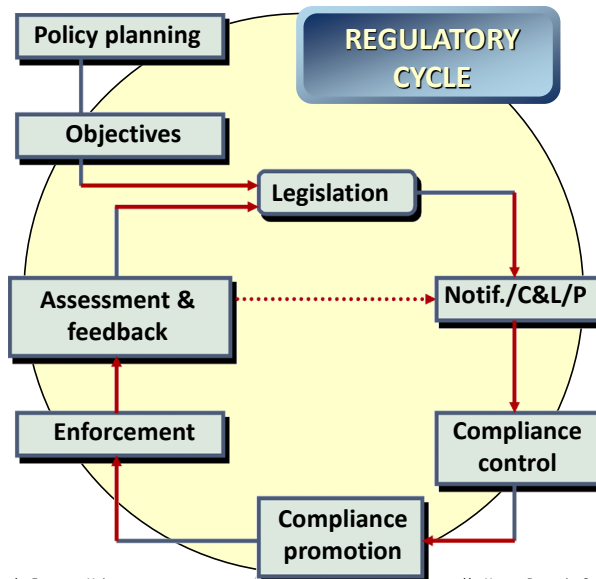 Policy planning
REGULATORY
CYCLE
Objectives
Legislation
Assessment &
feedback
Notif./C&L/P
Enforcement
Compliance
control
Compliance
promotion